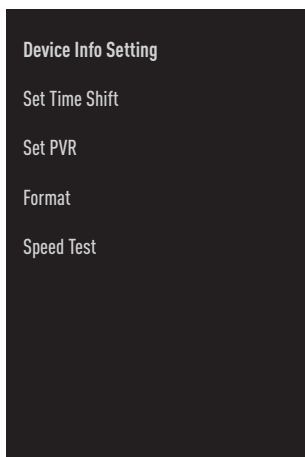 Device Info Setting
Set Time Shift
Set PVR
Format
Speed Test